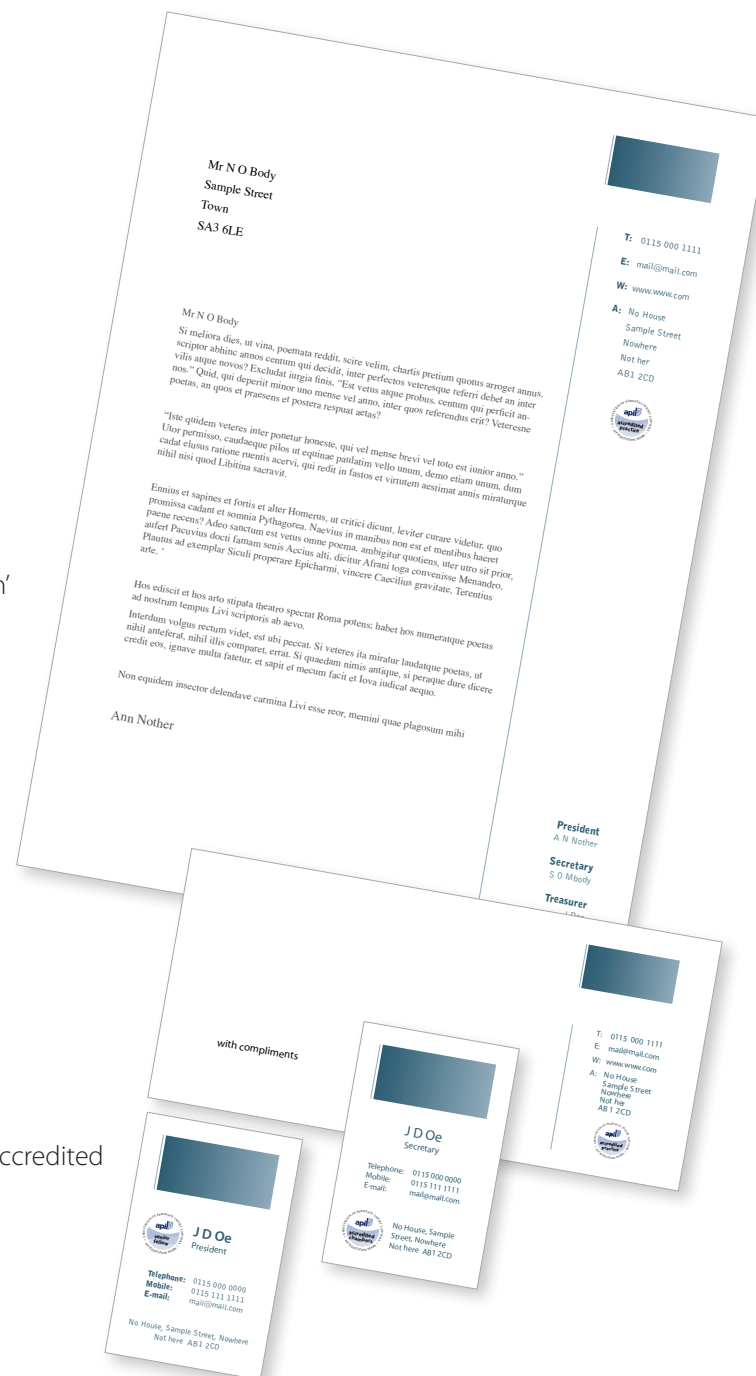 Mr N O Body
Sample Street
Town
SA3 6LE
T: 0115 000 1111
E: mail@mail.com
W: www.www.com
A: No House
Sample Street
Nowhere
Not her
AB1 2CD
apil
accredited
practice
Mr N O Body
Si meliora dies, ut vina, poemata reddit, scire velim, chartis pretium quotus arroget annus.
scriptor abhinc annos centum qui decidit, inter perfectos veteresque referri debet an inter
vilis atque novos? Excludat iurgia finis, “Est vetus atque probus, centum qui perficit an-
nos.” Quid, qui deperiit minor uno mense vel anno, inter quos referendus erit? Veteresne
poetas, an quos et praesens et postera respuat aetas?
“Iste quidem veteres inter ponetur honeste, qui vel mense brevi vel toto est iunior anno.”
Utor permisso, caudaeque pilos ut equinae paulatim vello unum, demo etiam unum, dum
cadat elusus ratione ruentis acervi, qui redit in fastos et virtutem aestimat annis miraturque
nihil nisi quod Libitina sacravit.
Ennius et sapines et fortis et alter Homerus, ut critici dicunt, leviter curare videtur, quo
promissa cadant et somnia Pythagorea. Naevius in manibus non est et mentibus haeret
paene recens? Adeo sanctum est vetus omne poema. ambigitur quotiens, uter utro sit prior,
aufert Pacuvius docti famam senis Accius alti, dicitur Afrani toga convenisse Menandro,
Plautus ad exemplar Siculi properare Epicharmi, vincere Caecilius gravitate, Terentius
arte. ‘
n’
Hos ediscit et hos arto stipata theatro spectat Roma potens; habet hos numeratque poetas
ad nostrum tempus Livi scriptoris ab aevo.
Interdum volgus rectum videt, est ubi peccat. Si veteres ita miratur laudatque poetas, ut
nihil anteferat, nihil illis comparet, errat. Si quaedam nimis antique, si peraque dure dicere
credit eos, ignave multa fatetur, et sapit et mecum facit et Iova iudicat aequo.
Non equidem insector delendave carmina Livi esse reor, memini quae plagosum mihi
Ann Nother
President
A N Nother
Secretary
S O Mbody
Treasurer
with compliments
T: 0115 000 1111
E: mail@mail.com
W: www.www.com
A: No House
Sample Street
Nowhere
Not her
AB1 2CD
apil
accredited
practice
J D Oe
Secretary
Telephone: 0115 000 0000
Mobile: 0115 111 1111
E-mail: mail@mail.com
apil
accredited
chambers
No House, Sample
Street, Nowhere
Not here AB1 2CD
ccredited
apil
senior
fellow
J D Oe
President
Telephone: 0115 000 0000
Mobile: 0115 111 1111
E-mail: mail@mail.com
No House, Sample Street, Nowhere
Not here AB1 2CD